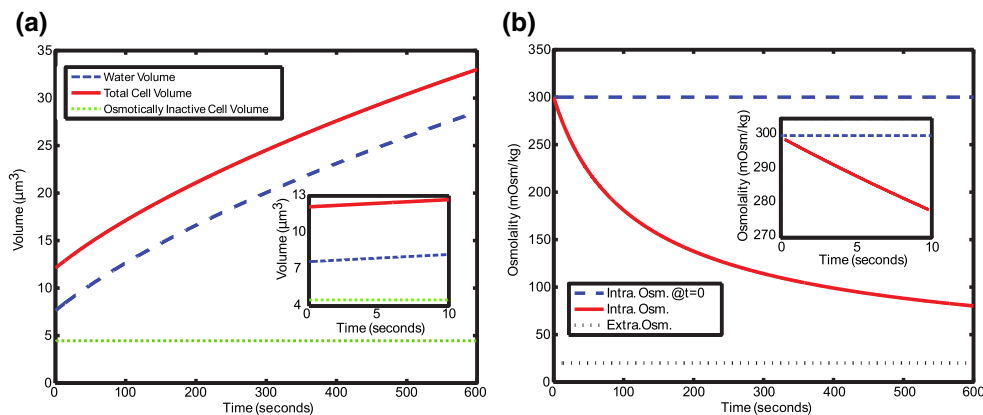 (a)
35
30
25
20
15
10
5
0
Volume (µm³)
Water Volume
Total Cell Volume
Osmotically Inactive Cell Volume
13
10
7
4
Volume (µm³)
0
5
10
Time (seconds)
0
100
200
300
400
500
600
Time (seconds)
(b)
350
300
250
200
150
100
50
0
Osmolality (mOsm/kg)
300
290
280
270
Osmolality (mOsm/kg)
0
5
10
Time (seconds)
Intra. Osm. @t=0
Intra. Osm.
Extra.Osm.
0
100
200
300
400
500
600
Time (seconds)